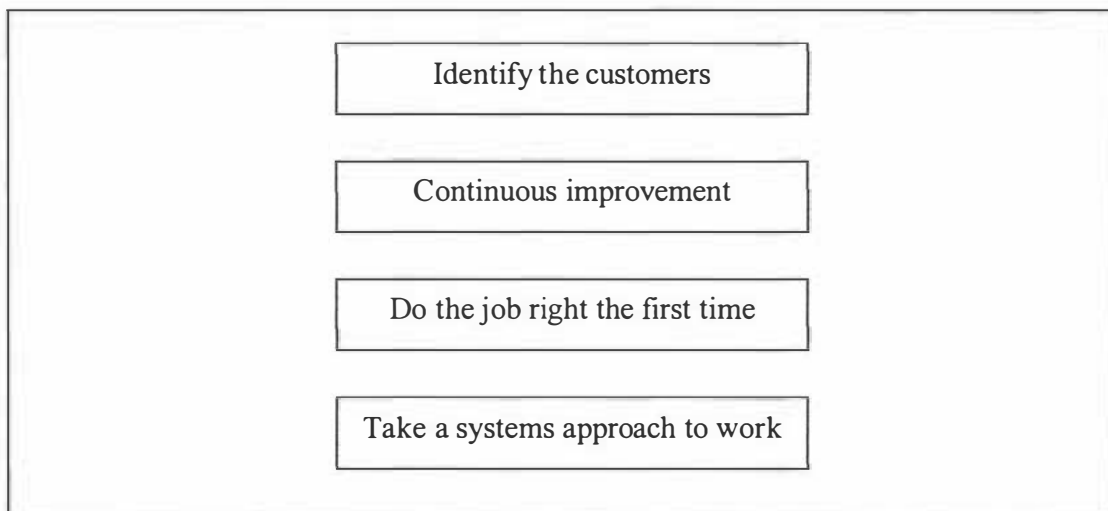 Identify the customers
Continuous improvement
Do the job right the first time
Take a systems approach to work